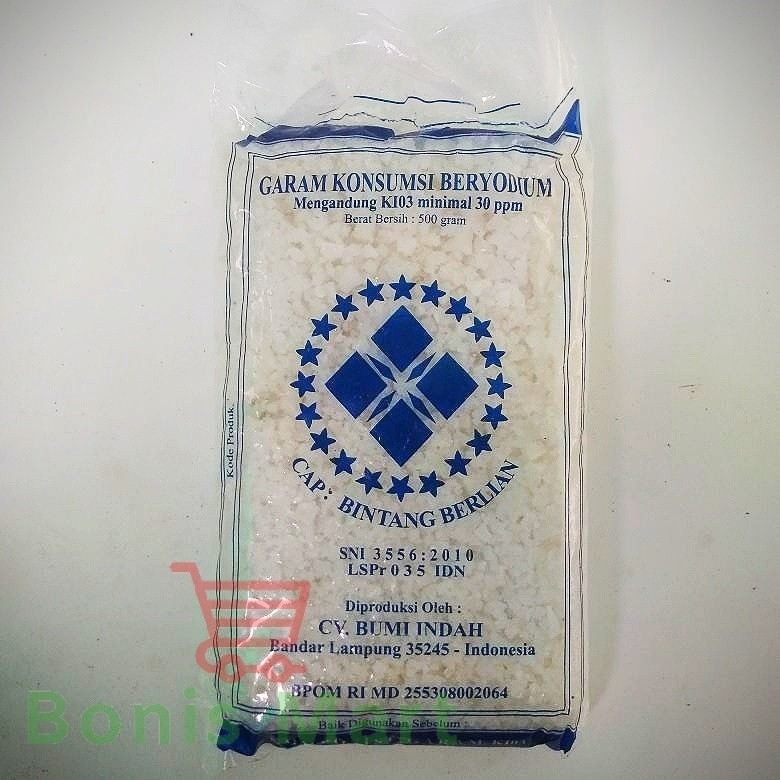 GARAM KONSUMSI BERYODIUM
Mengandung KI03 minimal 30 ppm
Berat Bersih : 500 gram
Kode Produk.
CAP: BINTANG BERLIAN
SNI 3556:2010
LSPr 035 IDN
Diproduksi Oleh :
CV. BUMI INDAH
Bandar Lampung 35245 - Indonesia
BPOM RI MD 255308002064
Baik Digunakan Sebelum :
Bonis Mart